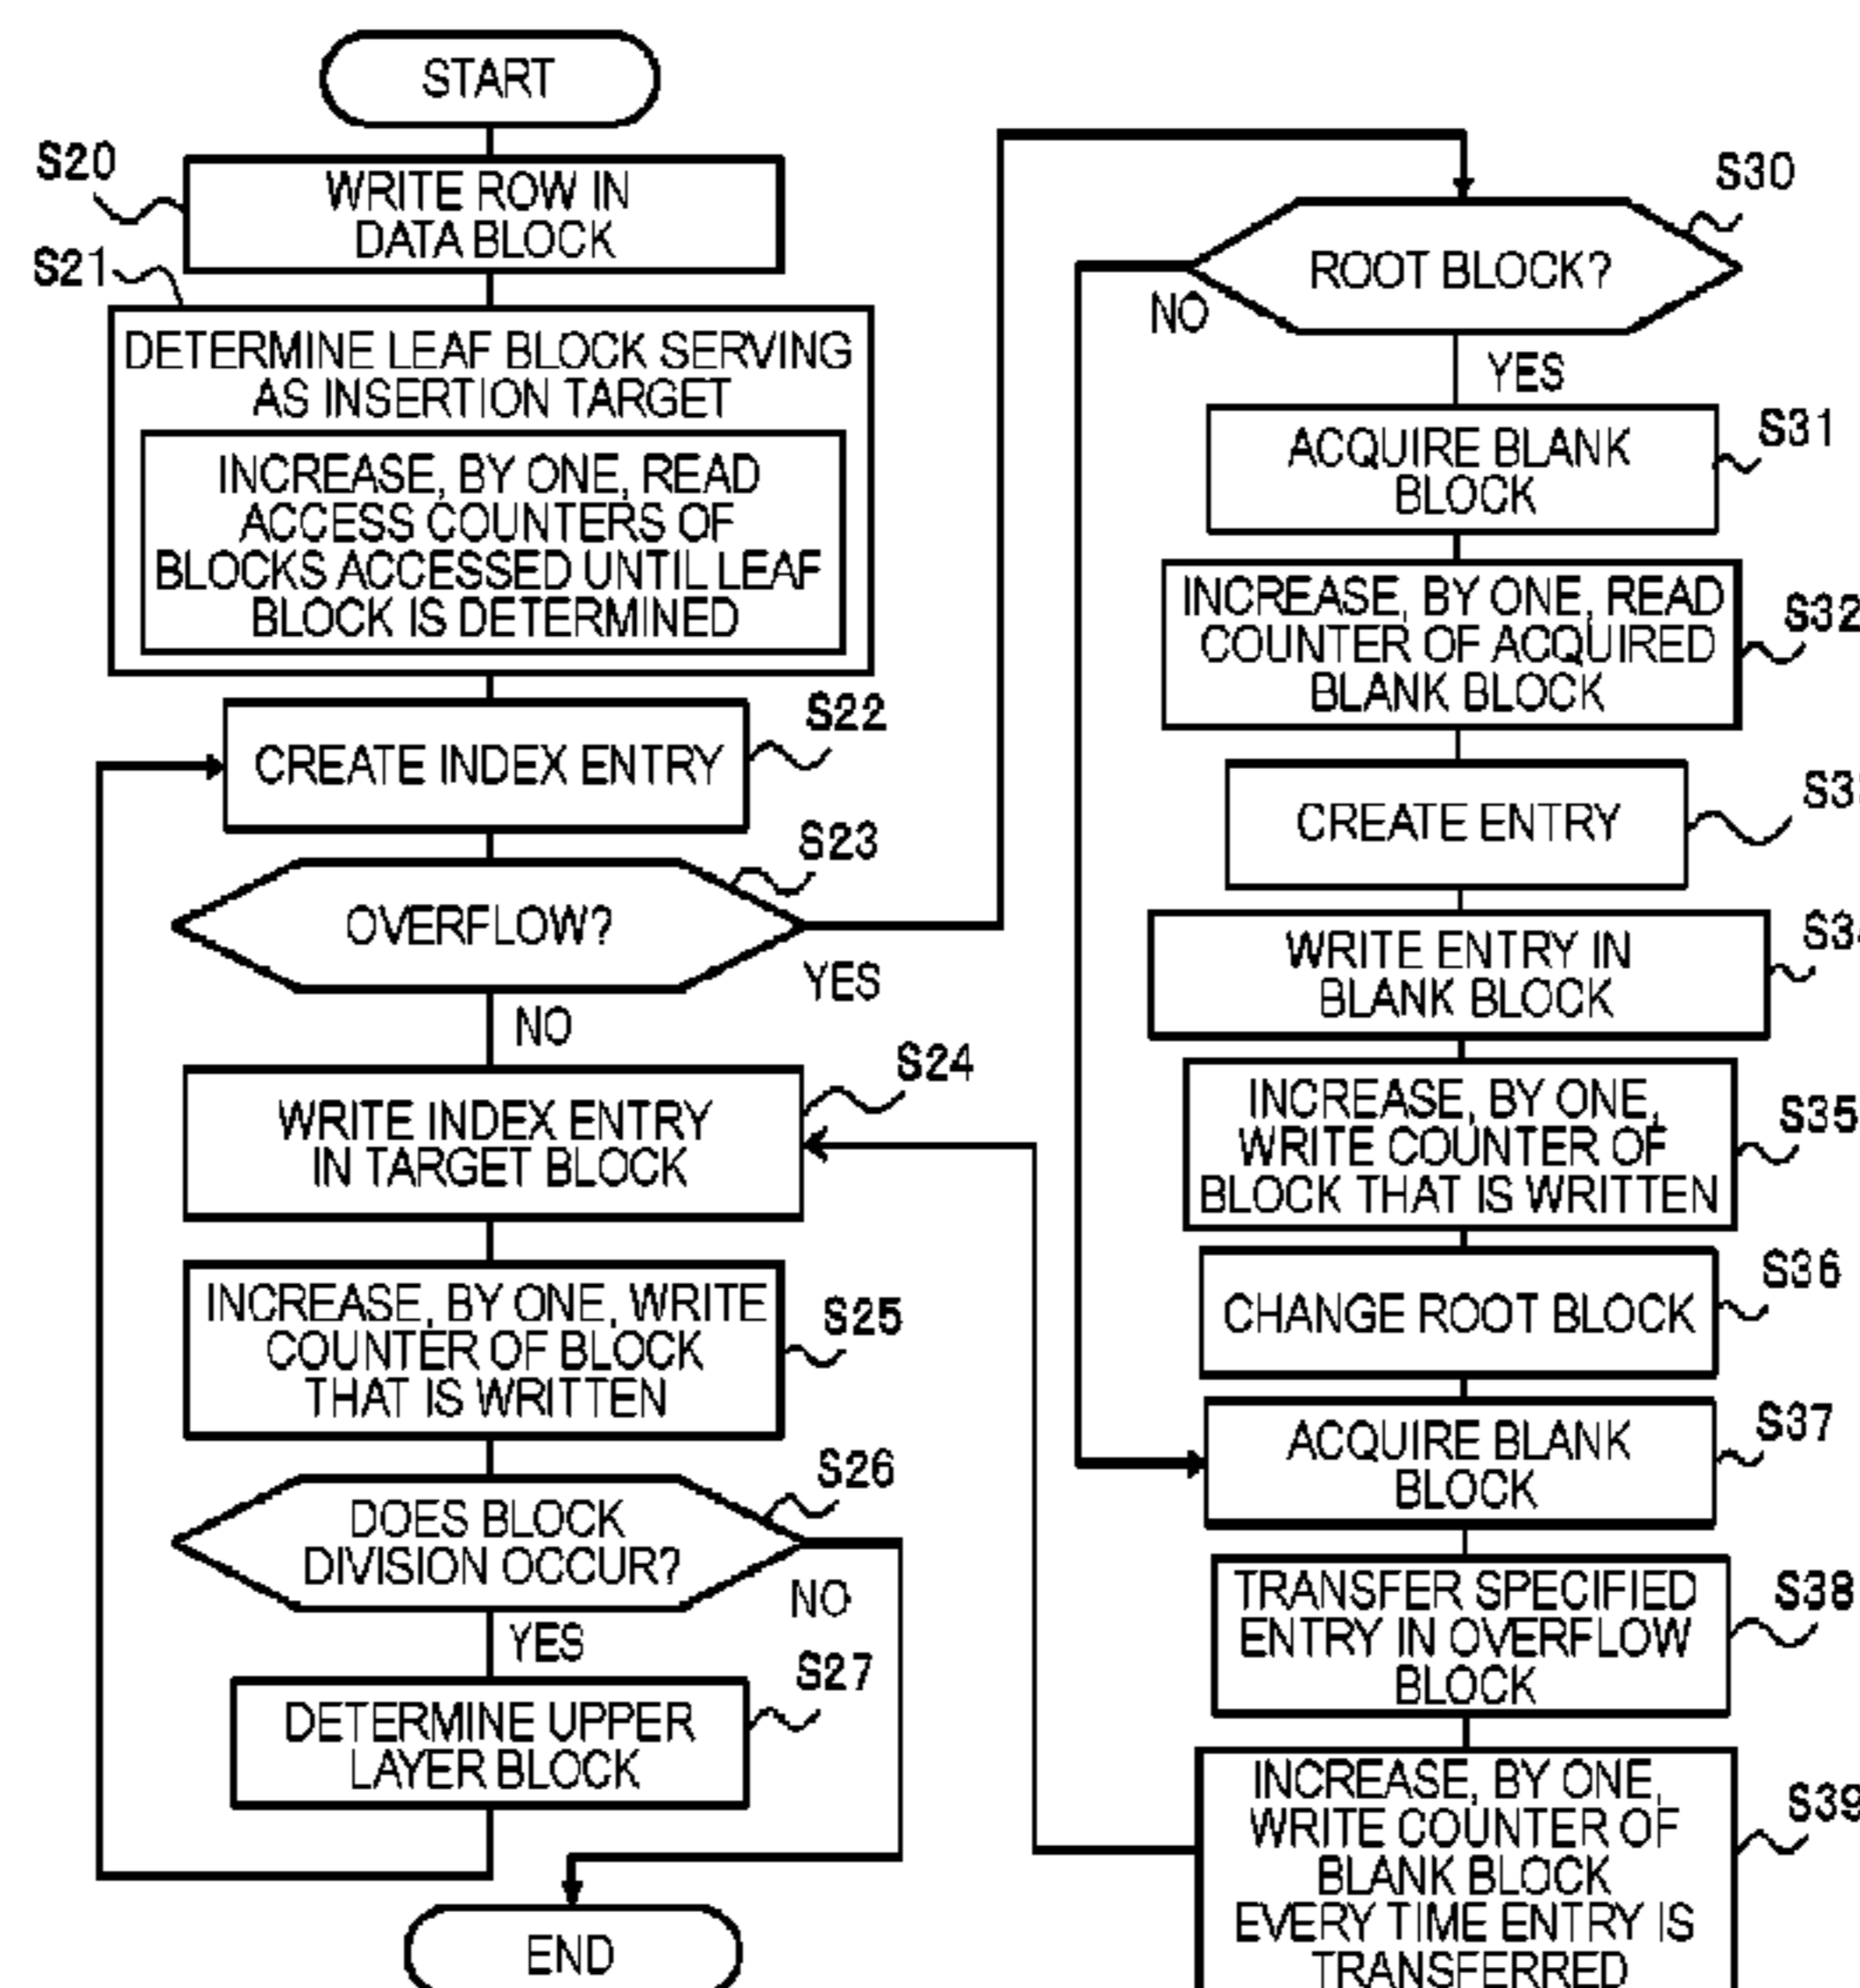 START
S20
WRITE ROW IN
DATA BLOCK
S21
DETERMINE LEAF BLOCK SERVING
AS INSERTION TARGET
INCREASE, BY ONE, READ
ACCESS COUNTERS OF
BLOCKS ACCESSED UNTIL LEAF
BLOCK IS DETERMINED
S22
CREATE INDEX ENTRY
S23
OVERFLOW?
YES
NO
S24
WRITE INDEX ENTRY
IN TARGET BLOCK
INCREASE, BY ONE, WRITE
COUNTER OF BLOCK
THAT IS WRITTEN
S25
S26
DOES BLOCK
DIVISION OCCUR?
NO
YES
S27
DETERMINE UPPER
LAYER BLOCK
END
S30
ROOT BLOCK?
NO
YES
S31
ACQUIRE BLANK
BLOCK
INCREASE, BY ONE, READ
COUNTER OF ACQUIRED
BLANK BLOCK
S32
CREATE ENTRY
WRITE ENTRY IN
BLANK BLOCK
INCREASE, BY ONE,
WRITE COUNTER OF
BLOCK THAT IS WRITTEN
S35
S36
CHANGE ROOT BLOCK
S37
ACQUIRE BLANK
BLOCK
TRANSFER SPECIFIED
ENTRY IN OVERFLOW
BLOCK
S38
INCREASE, BY ONE,
WRITE COUNTER OF
BLANK BLOCK
EVERY TIME ENTRY IS
TRANSFERRED
S39